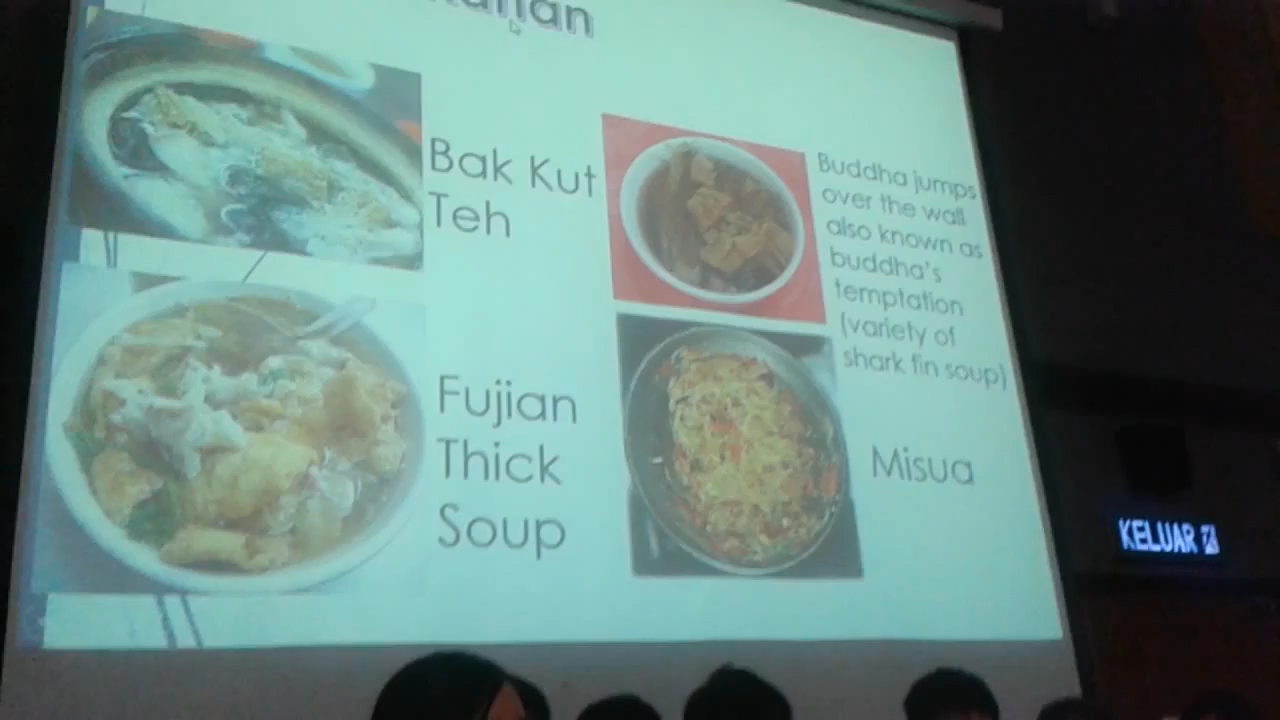 Bak Kut
Teh
Fujian
Thick
Soup
Buddha jumps
over the wall
also known as
buddha's
temptation
(variety of
shark fin soup)
Misua
KELUAR